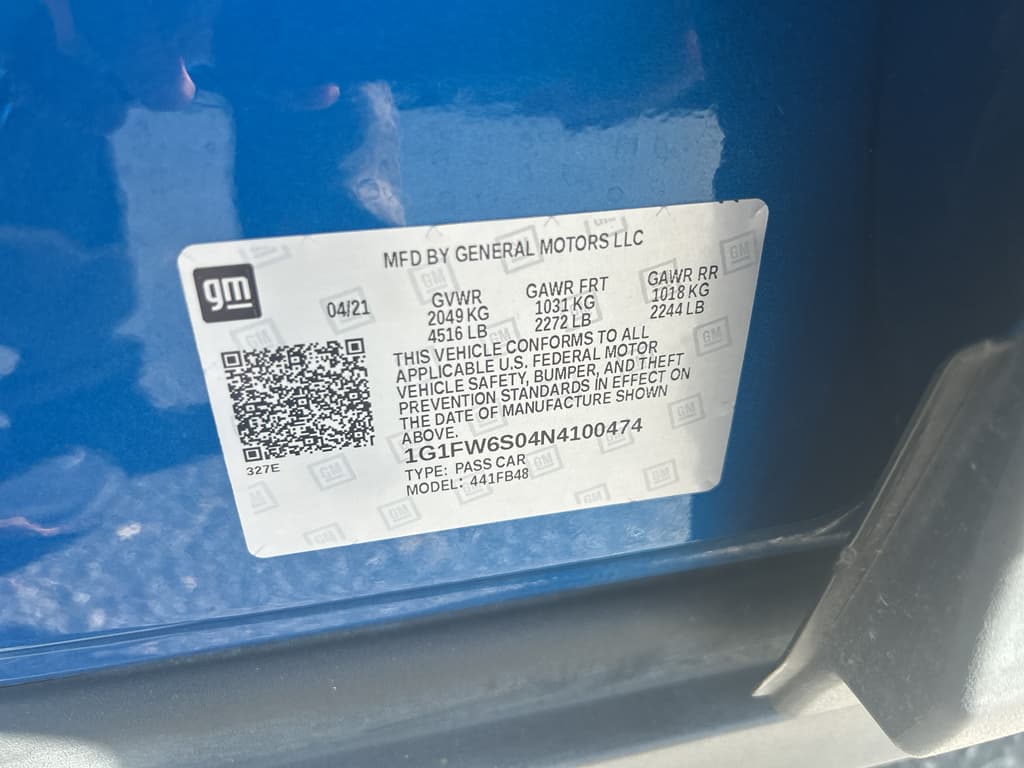 MFD BY GENERAL MOTORS LLC
gm
04/21
GVWR
2049 KG
4516 LB
GAWR FRT
1031 KG
2272 LB
GAWR RR
1018 KG
2244 LB
THIS VEHICLE CONFORMS TO ALL
APPLICABLE U.S. FEDERAL MOTOR
VEHICLE SAFETY, BUMPER, AND THEFT
PREVENTION STANDARDS IN EFFECT ON
THE DATE OF MANUFACTURE SHOWN
ABOVE.
1G1FW6S04N4100474
TYPE: PASS CAR
MODEL: 441FB48
327E